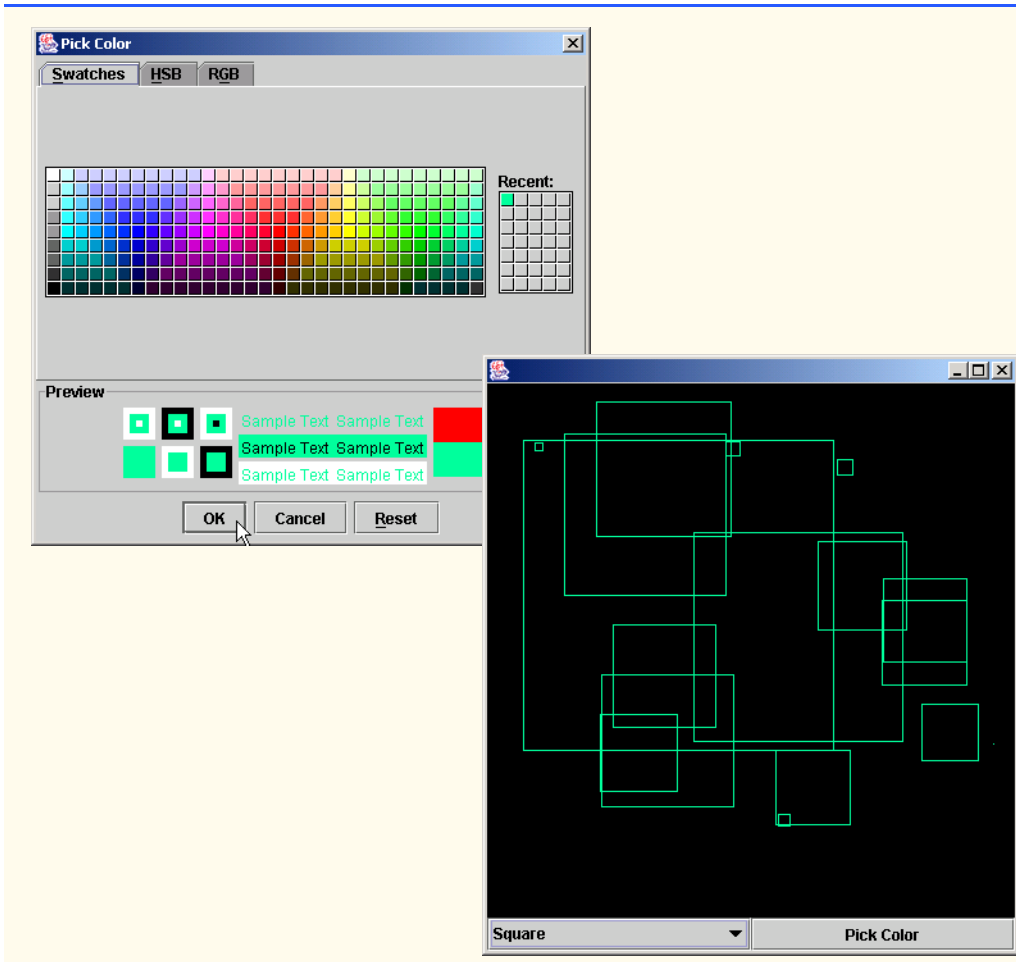 Pick Color
Swatches HSB RGB
Recent:
Preview
Sample Text Sample Text
Sample Text Sample Text
Sample Text Sample Text
OK Cancel Reset
Square Pick Color